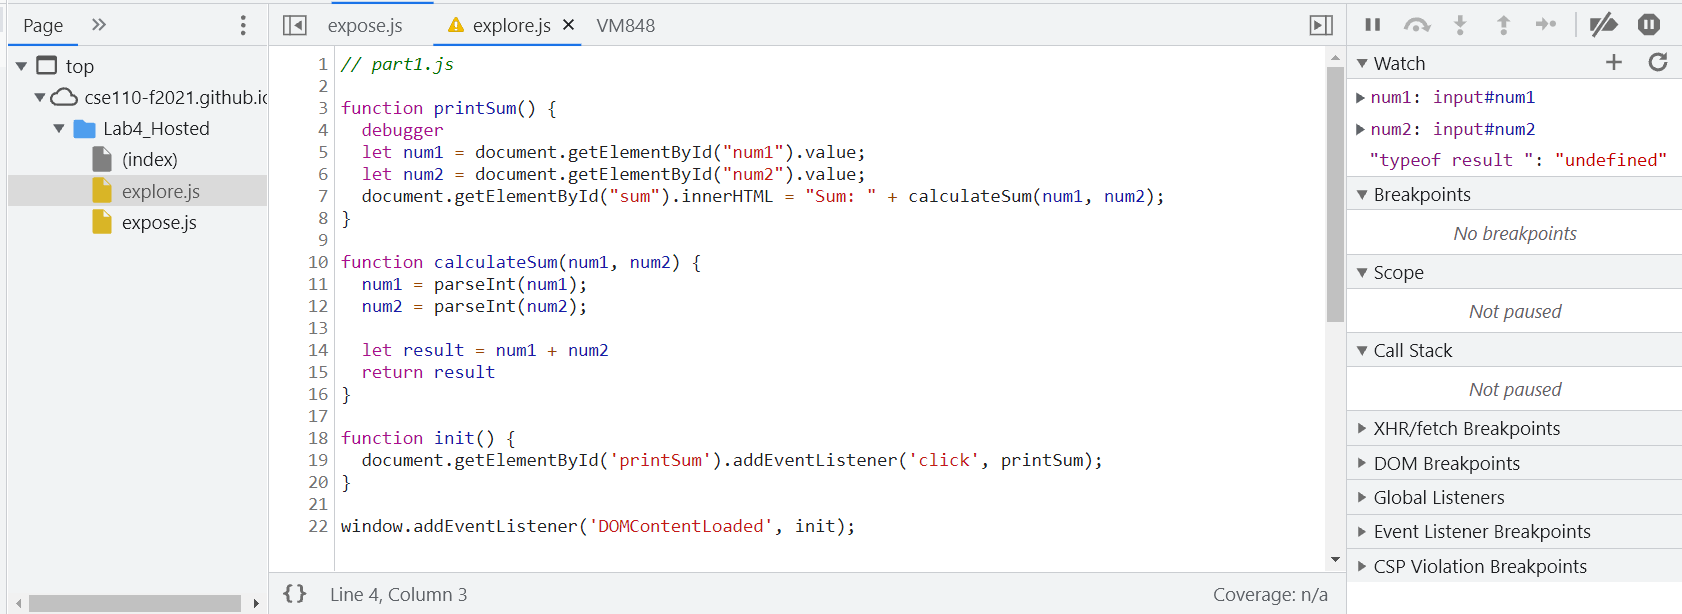 Page
top
cse110-f2021.github.io
Lab4_Hosted
(index)
explore.js
expose.js
expose.js
explore.js
VM848
1 // part1.js
2
3 function printSum() {
4 debugger
5 let num1 = document.getElementById("num1").value;
6 let num2 = document.getElementById("num2").value;
7 document.getElementById("sum").innerHTML = "Sum: " + calculateSum(num1, num2);
8 }
9
10 function calculateSum(num1, num2) {
11 num1 = parseInt(num1);
12 num2 = parseInt(num2);
13
14 let result = num1 + num2
15 return result
16 }
17
18 function init() {
19 document.getElementById('printSum').addEventListener('click', printSum);
20 }
21
22 window.addEventListener('DOMContentLoaded', init);
{} Line 4, Column 3
Coverage: n/a
Watch
num1: input#num1
num2: input#num2
"typeof result ": "undefined"
Breakpoints
No breakpoints
Scope
Not paused
Call Stack
Not paused
XHR/fetch Breakpoints
DOM Breakpoints
Global Listeners
Event Listener Breakpoints
CSP Violation Breakpoints